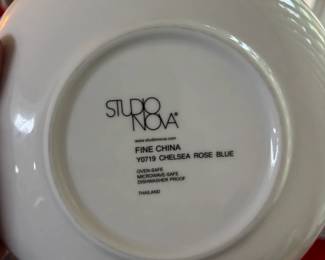 STUDIO
NOVA®
www.studionova.com
FINE CHINA
Y0719 CHELSEA ROSE BLUE
OVEN-SAFE
MICROWAVE-SAFE
DISHWASHER PROOF
THAILAND